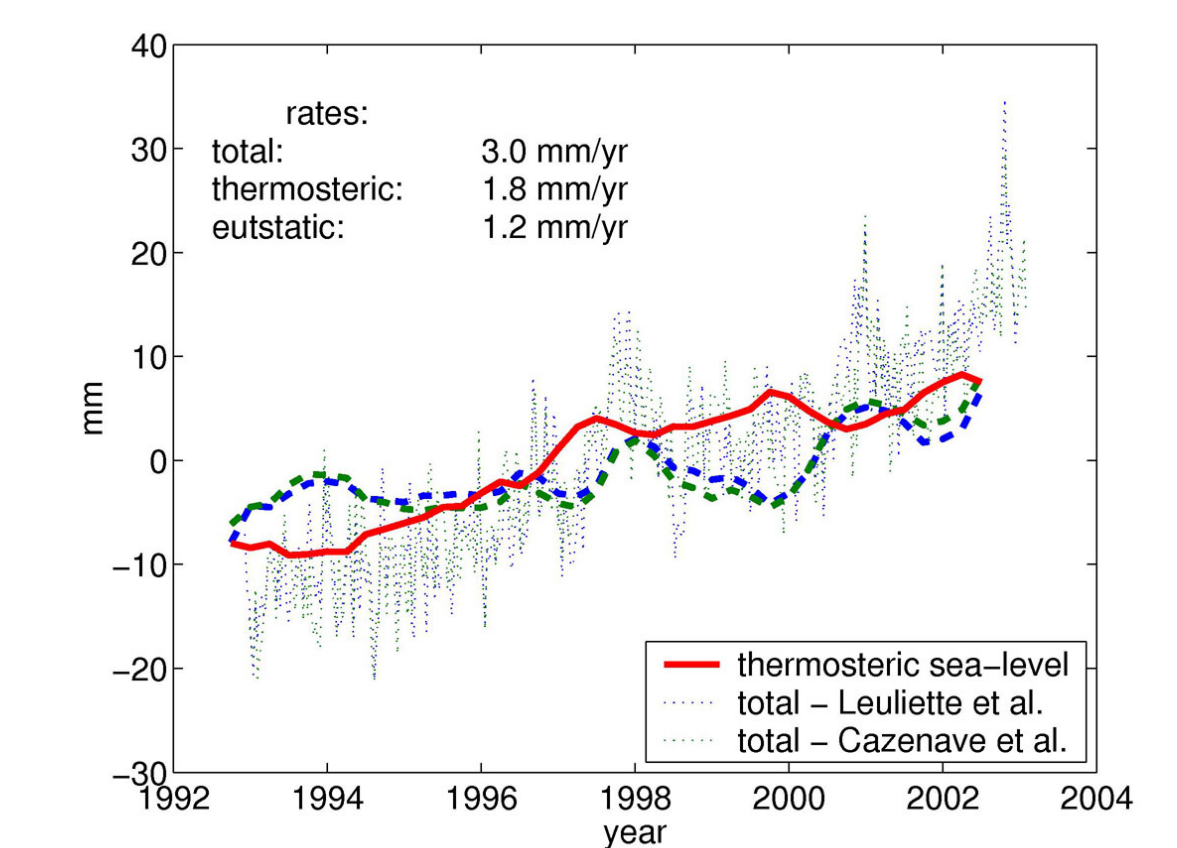 40
30
20
10
0
−10
−20
−30
mm
rates:
total: 3.0 mm/yr
thermosteric: 1.8 mm/yr
eutstatic: 1.2 mm/yr
thermosteric sea−level
total − Leuliette et al.
total − Cazenave et al.
1992 1994 1996 1998 2000 2002 2004
year